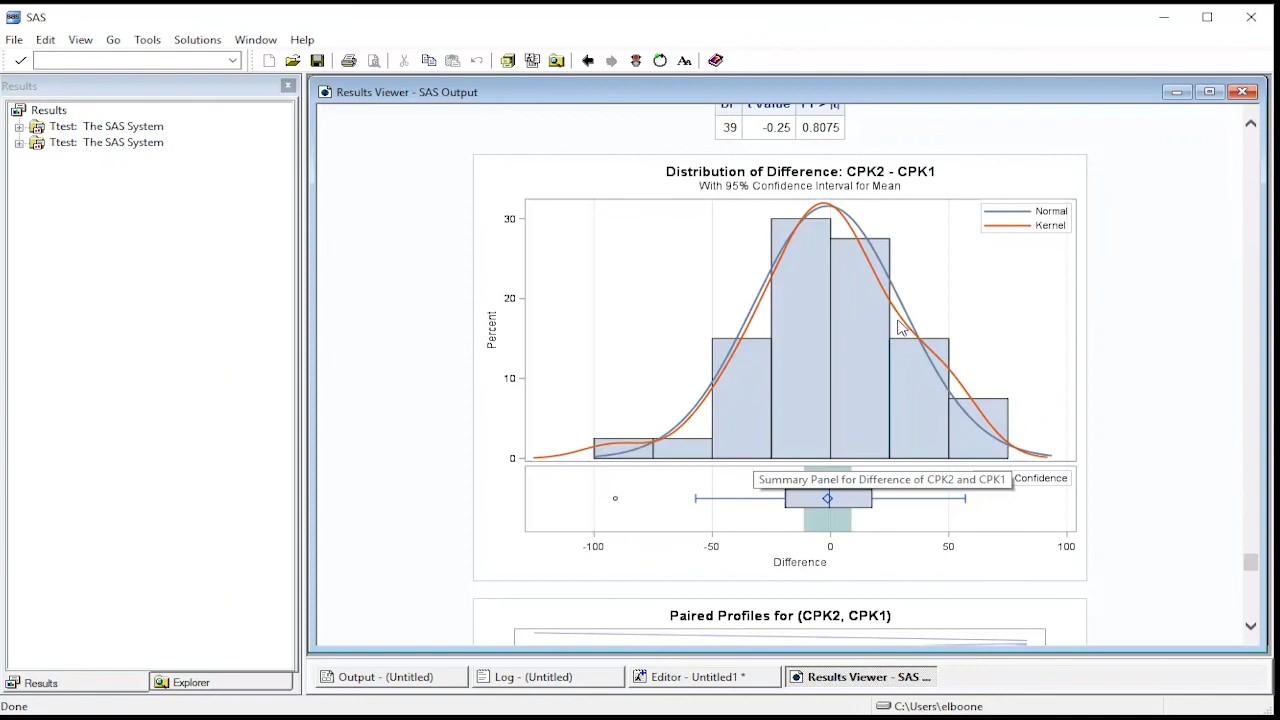 SAS
File Edit View Go Tools Solutions Window Help
Results
Results Viewer - SAS Output
Results
Ttest: The SAS System
Ttest: The SAS System
DF t Value Pr > |t|
39 -0.25 0.8075
Distribution of Difference: CPK2 - CPK1
With 95% Confidence Interval for Mean
Normal
Kernel
30
20
10
0
Percent
Summary Panel for Difference of CPK2 and CPK1
Confidence
-100 -50 0 50 100
Difference
Paired Profiles for (CPK2, CPK1)
Results Explorer
Output - (Untitled) Log - (Untitled) Editor - Untitled1 * Results Viewer - SAS ...
Done C:\Users\elboone